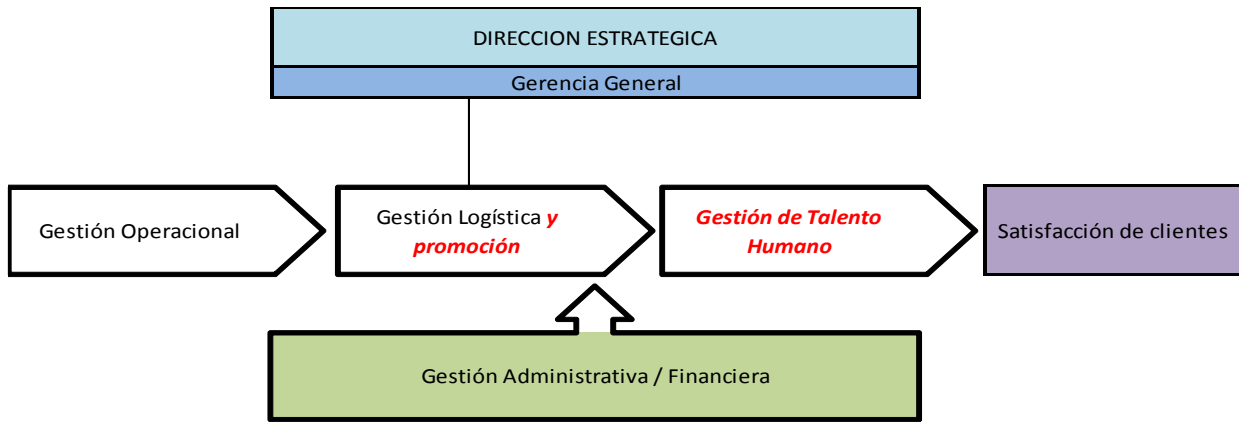 DIRECCION ESTRATEGICA
Gerencia General
Gestión Operacional
Gestión Logística y
promoción
Gestión de Talento
Humano
Satisfacción de clientes
Gestión Administrativa / Financiera